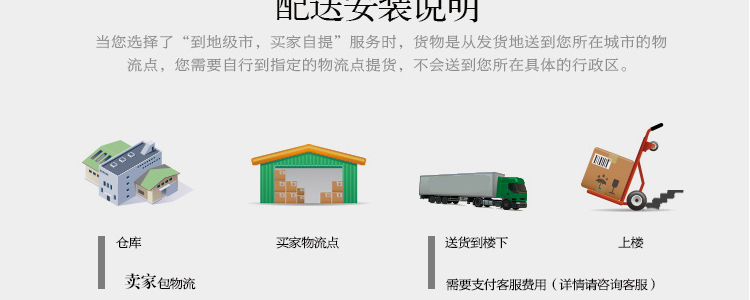 配送安装说明
当您选择了“到地级市，买家自提”服务时，货物是从发货地送到您所在城市的物
流点，您需要自行到指定的物流点提货，不会送到您所在具体的行政区。
仓库
买家物流点
送货到楼下
上楼
卖家包物流
需要支付客服费用（详情请咨询客服）